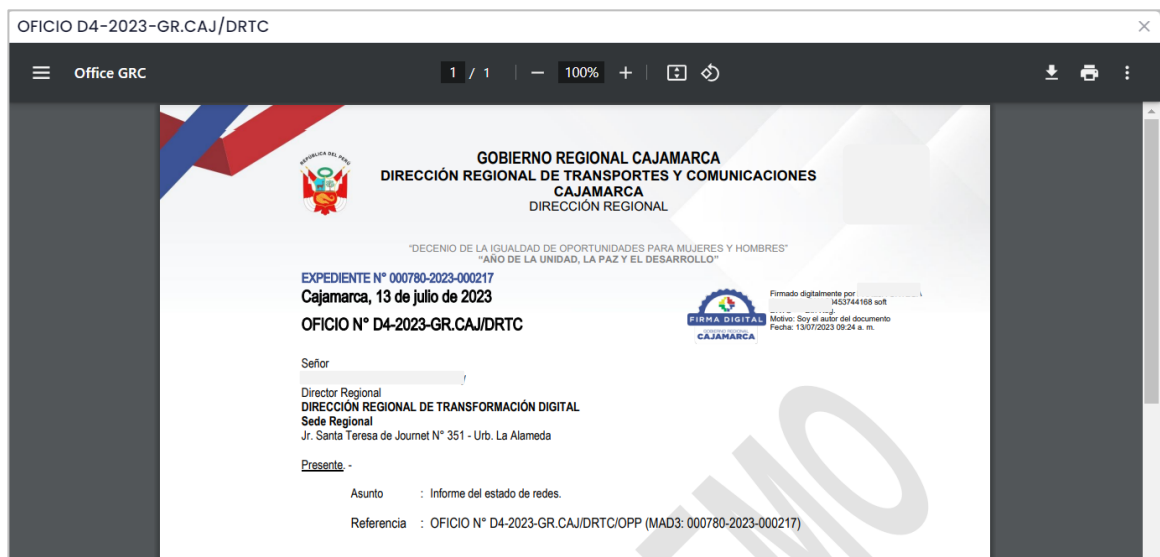 OFICIO D4-2023-GR.CAJ/DRTC
Office GRC
1 / 1
100%
REPÚBLICA DEL PERÚ
GOBIERNO REGIONAL CAJAMARCA
DIRECCIÓN REGIONAL DE TRANSPORTES Y COMUNICACIONES
CAJAMARCA
DIRECCIÓN REGIONAL
"DECENIO DE LA IGUALDAD DE OPORTUNIDADES PARA MUJERES Y HOMBRES"
"AÑO DE LA UNIDAD, LA PAZ Y EL DESARROLLO"
EXPEDIENTE N° 000780-2023-000217
Cajamarca, 13 de julio de 2023
OFICIO N° D4-2023-GR.CAJ/DRTC
FIRMA DIGITAL
GOBIERNO REGIONAL
CAJAMARCA
Firmado digitalmente por
0453744168 soft
Motivo: Soy el autor del documento
Fecha: 13/07/2023 09:24 a. m.
Señor
Director Regional
DIRECCIÓN REGIONAL DE TRANSFORMACIÓN DIGITAL
Sede Regional
Jr. Santa Teresa de Journet N° 351 - Urb. La Alameda
Presente. -
Asunto : Informe del estado de redes.
Referencia : OFICIO N° D4-2023-GR.CAJ/DRTC/OPP (MAD3: 000780-2023-000217)